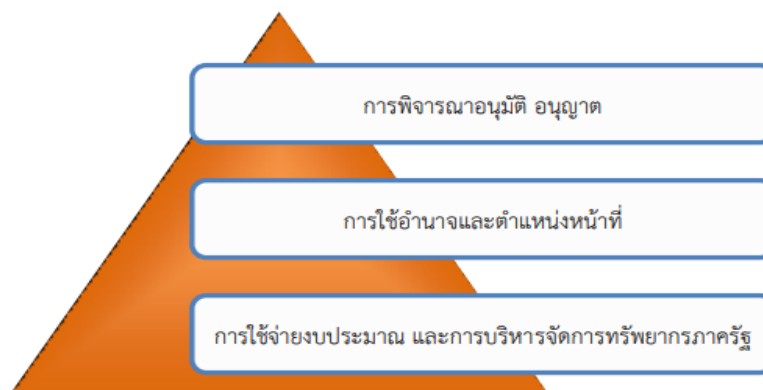 การพิจารณาอนุมัติ อนุญาต
การใช้อำนาจและตำแหน่งหน้าที่
การใช้จ่ายงบประมาณ และการบริหารจัดการทรัพยากรภาครัฐ